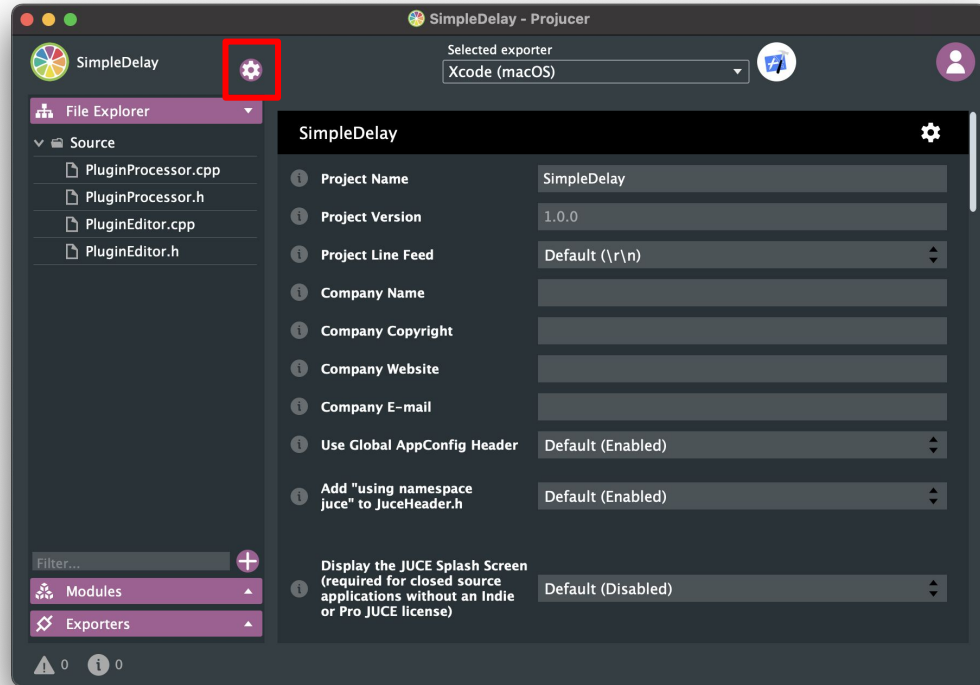 SimpleDelay - Projucer
SimpleDelay
Selected exporter
Xcode (macOS)
File Explorer
Source
PluginProcessor.cpp
PluginProcessor.h
PluginEditor.cpp
PluginEditor.h
Filter...
Modules
Exporters
0
0
SimpleDelay
Project Name
SimpleDelay
Project Version
1.0.0
Project Line Feed
Default (\r\n)
Company Name
Company Copyright
Company Website
Company E-mail
Use Global AppConfig Header
Default (Enabled)
Add "using namespace
juce" to JuceHeader.h
Default (Enabled)
Display the JUCE Splash Screen
(required for closed source
applications without an Indie
or Pro JUCE license)
Default (Disabled)